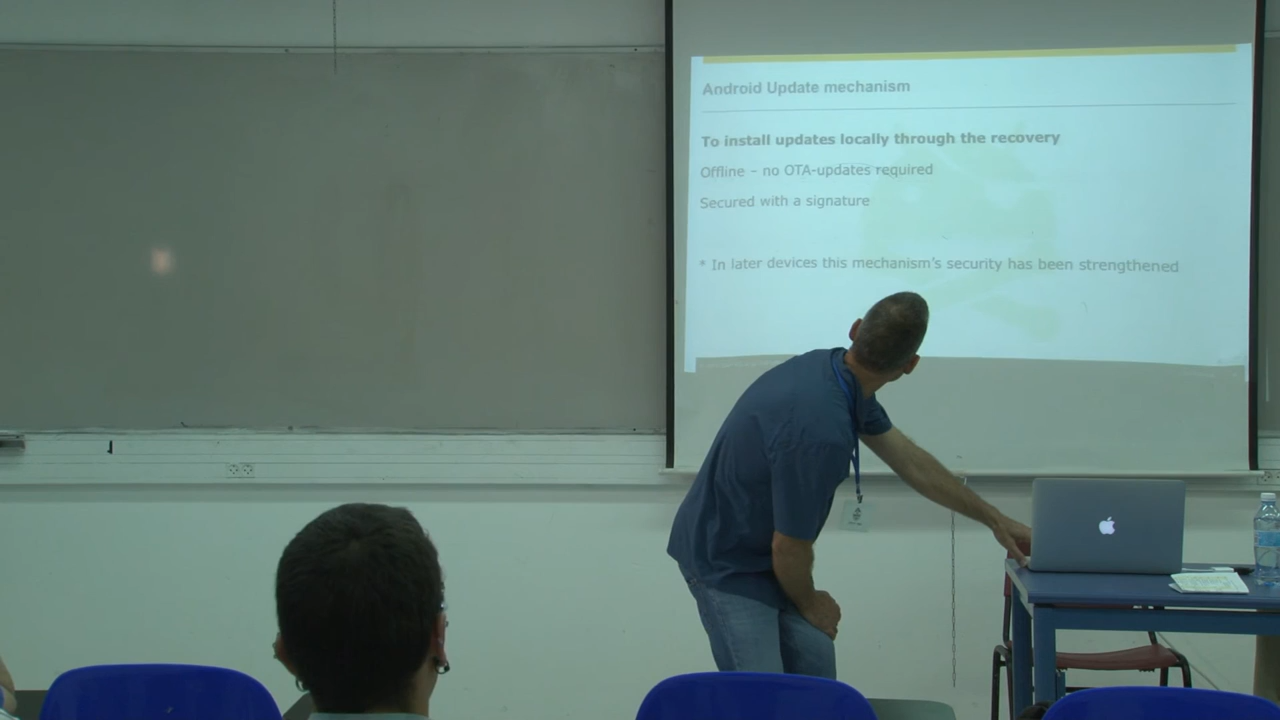 Android Update mechanism
To install updates locally through the recovery
Offline – no OTA-updates required
Secured with a signature
* In later devices this mechanism's security has been strengthened